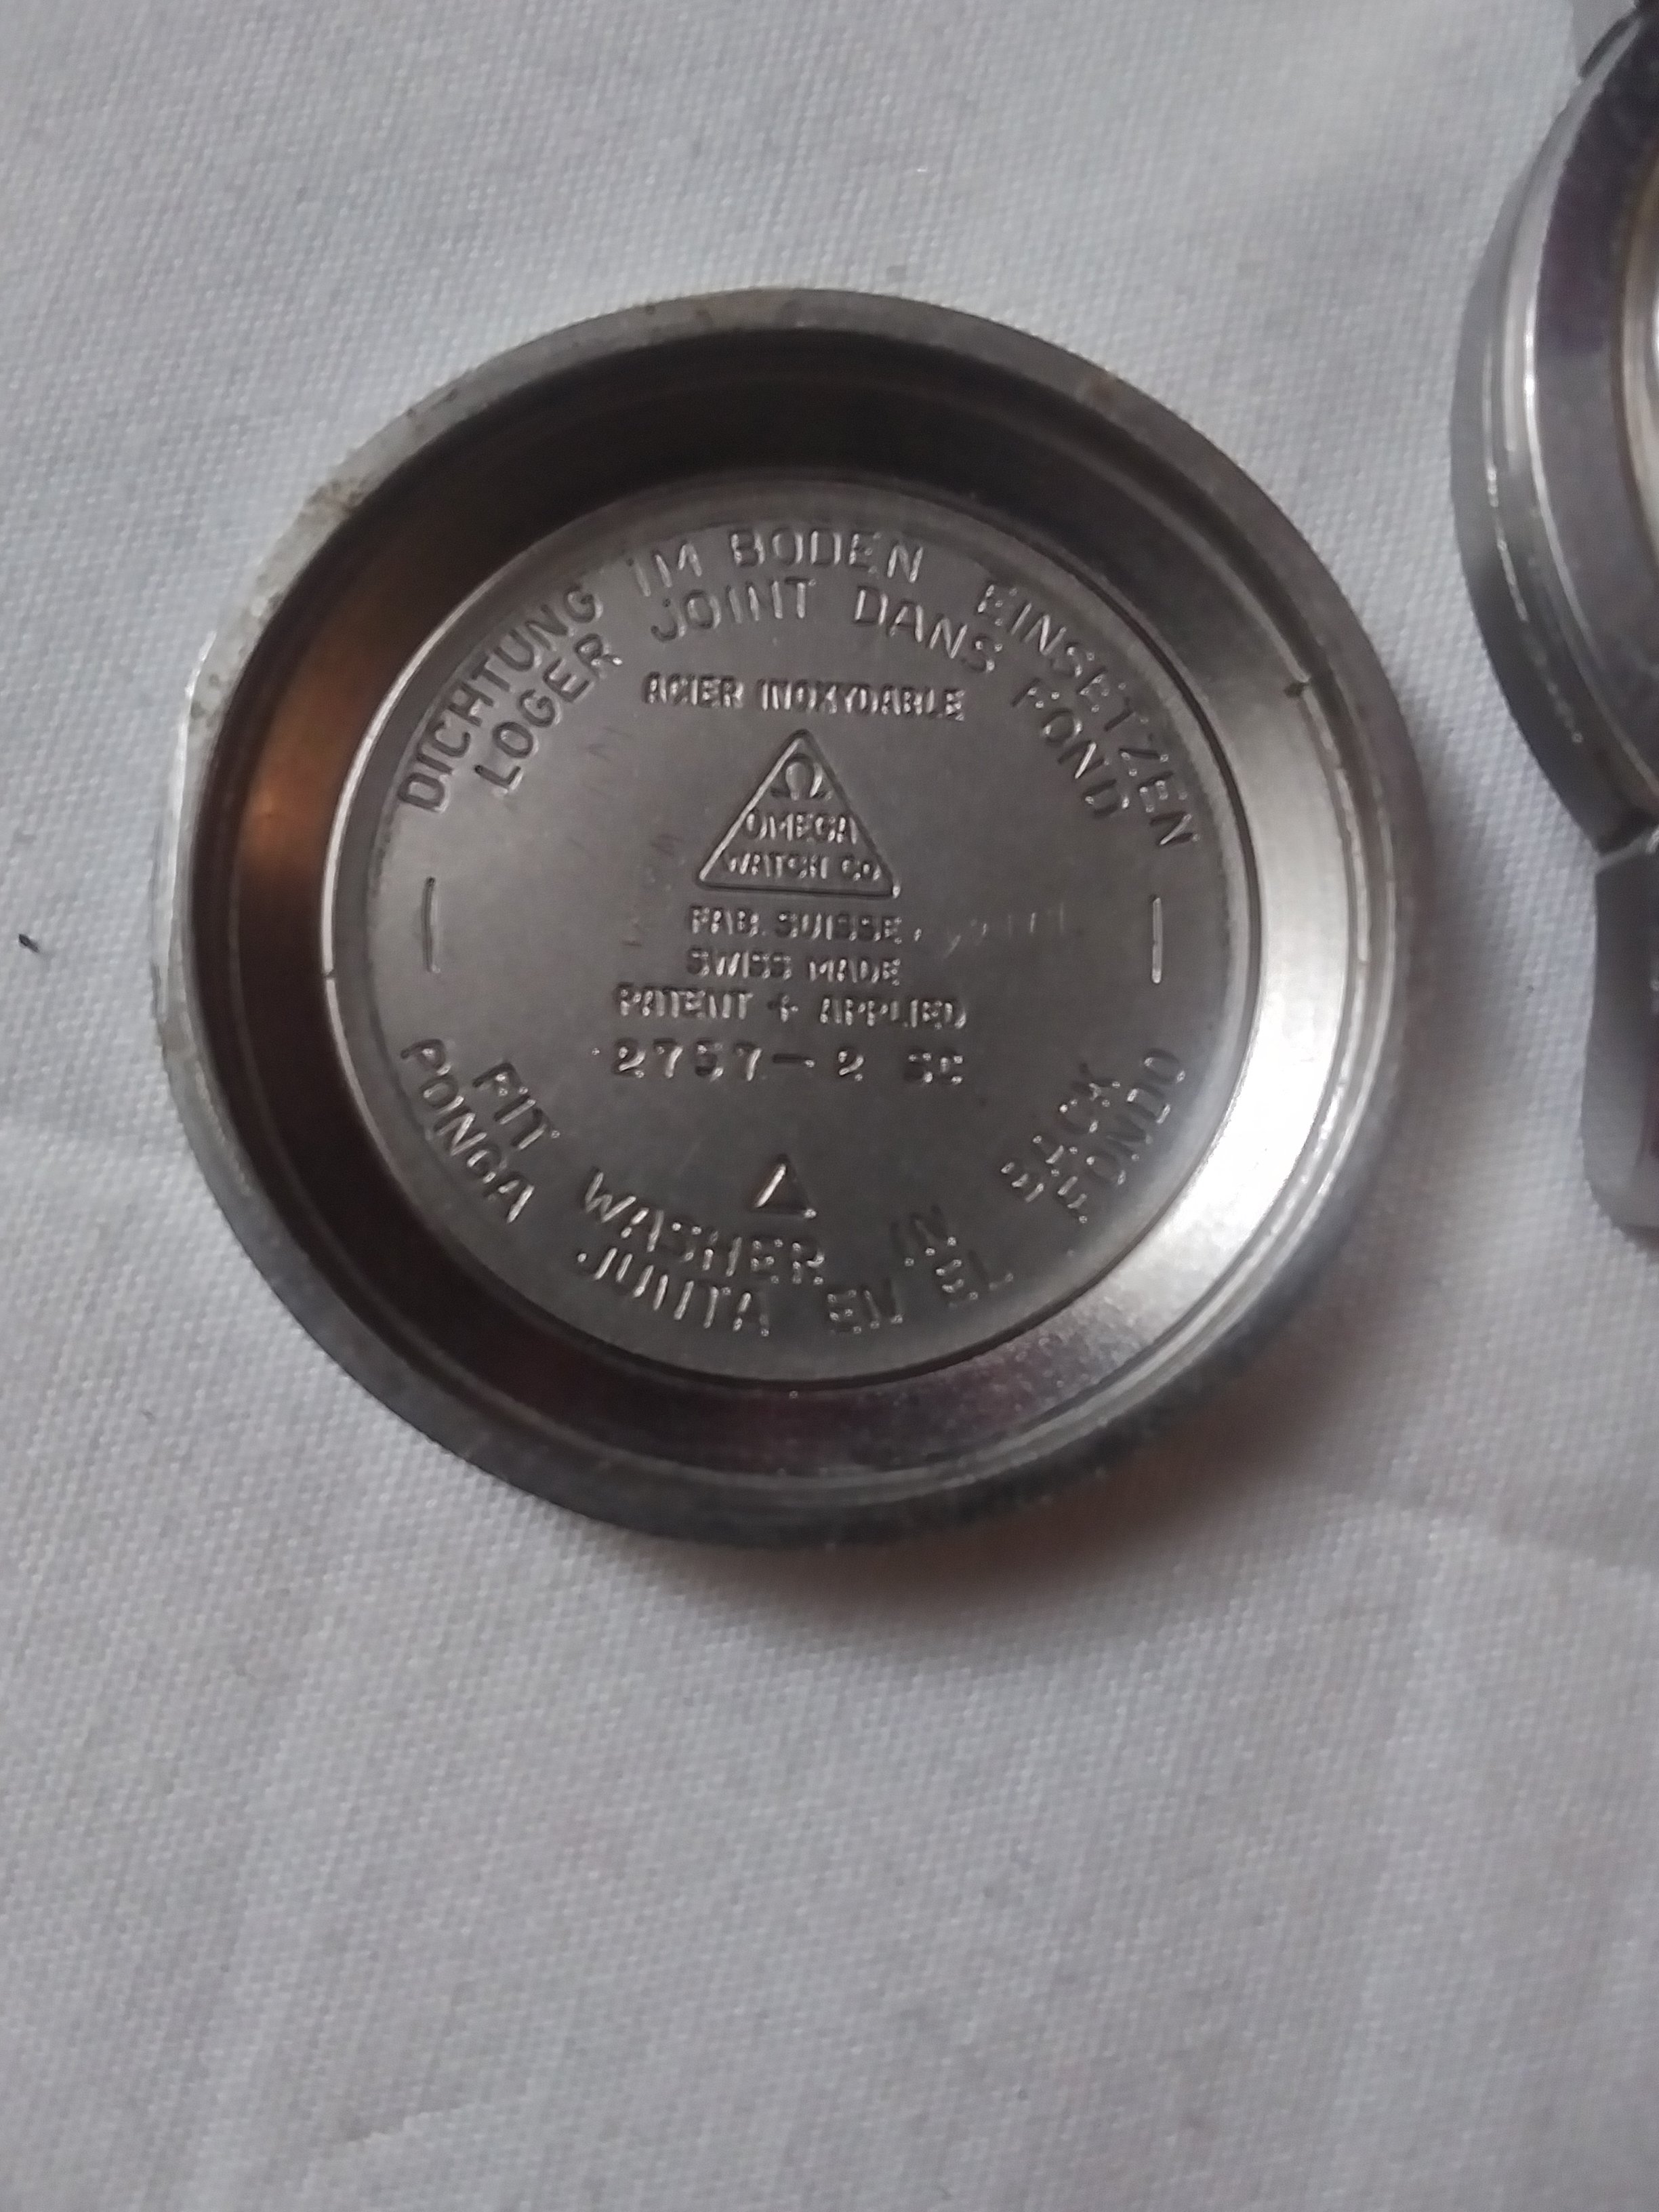 DICHTUNG IM BODEN EINSETZEN
LOGER JOINT DANS FOND
ACIER INOXYDABLE
Ω
OMEGA
WATCH CO
FAB. SUISSE
SWISS MADE
PATENT + APPLIED
2757-2 SC
FIT WASHER IN BACK
PONGA JUNTA EN EL FONDO